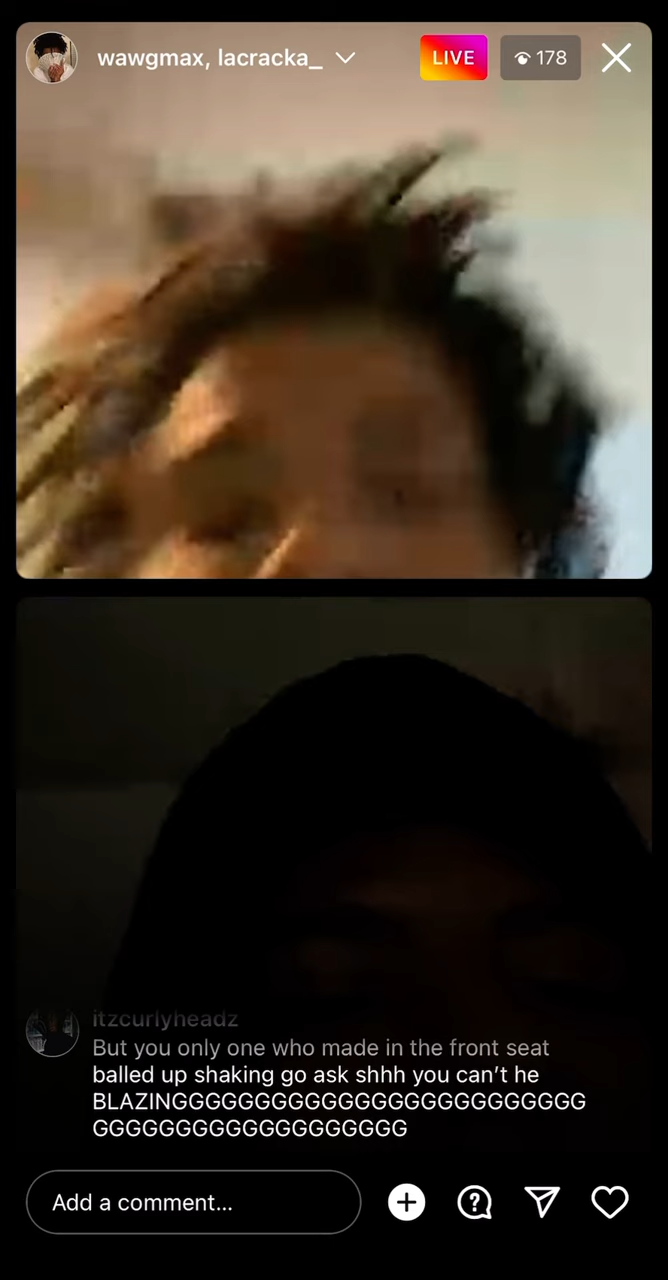 wawgmax, lacracka_
LIVE
178
itzcurlyheadz
But you only one who made in the front seat
balled up shaking go ask shhh you can’t he
BLAZINGGGGGGGGGGGGGGGGGGGGGGGGGG
GGGGGGGGGGGGGGGGGGG
Add a comment...